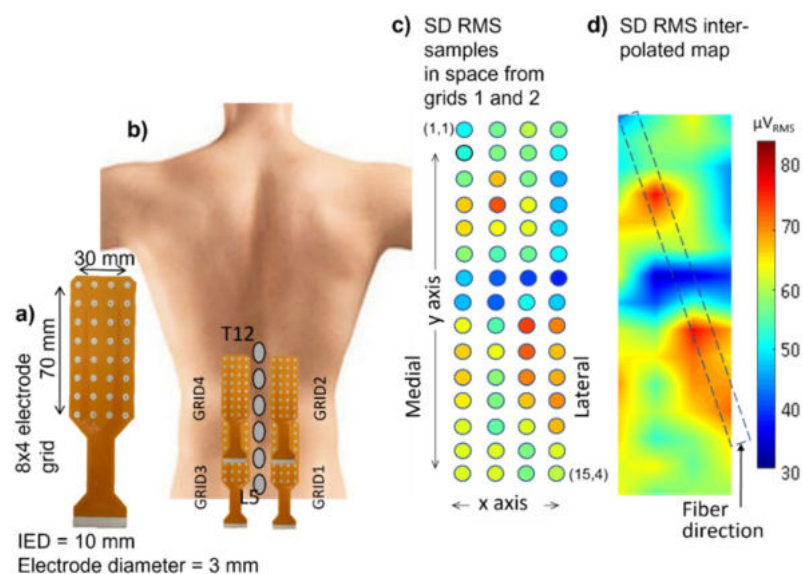 c) SD RMS
samples
in space from
grids 1 and 2
d) SD RMS inter-
polated map
µV RMS
80
70
60
50
40
30
(1,1)
y axis
Medial
Lateral
(15,4)
x axis
Fiber
direction
b)
T12
GRID4
GRID2
GRID3
GRID1
L5
a)
30 mm
70 mm
8x4 electrode
grid
IED = 10 mm
Electrode diameter = 3 mm